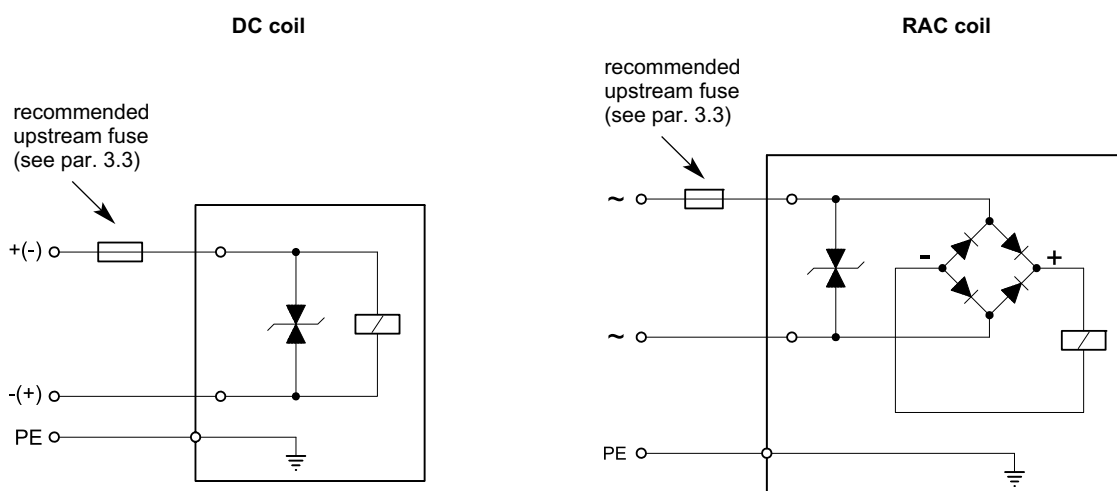 DC coil
recommended
upstream fuse
(see par. 3.3)
+(-)
-(+)
PE
RAC coil
recommended
upstream fuse
(see par. 3.3)
~
- +
~
PE